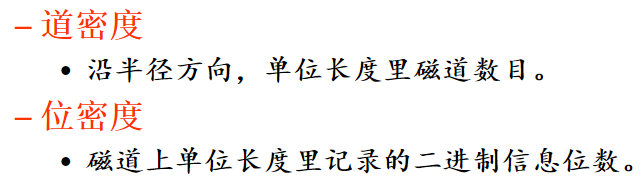 – 道密度
• 沿半径方向，单位长度里磁道数目。
– 位密度
• 磁道上单位长度里记录的二进制信息位数。